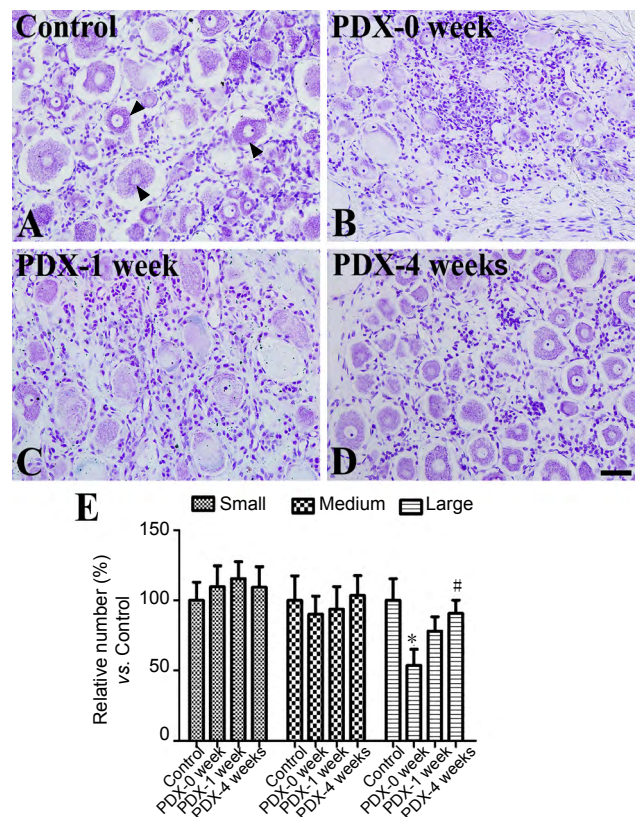 Control
PDX-0 week
A
B
PDX-1 week
PDX-4 weeks
C
D
E
Small
Medium
Large
Relative number (%)
vs. Control
150
100
50
0
*
#
Control
PDX-0 week
PDX-1 week
PDX-4 weeks
Control
PDX-0 week
PDX-1 week
PDX-4 weeks
Control
PDX-0 week
PDX-1 week
PDX-4 weeks